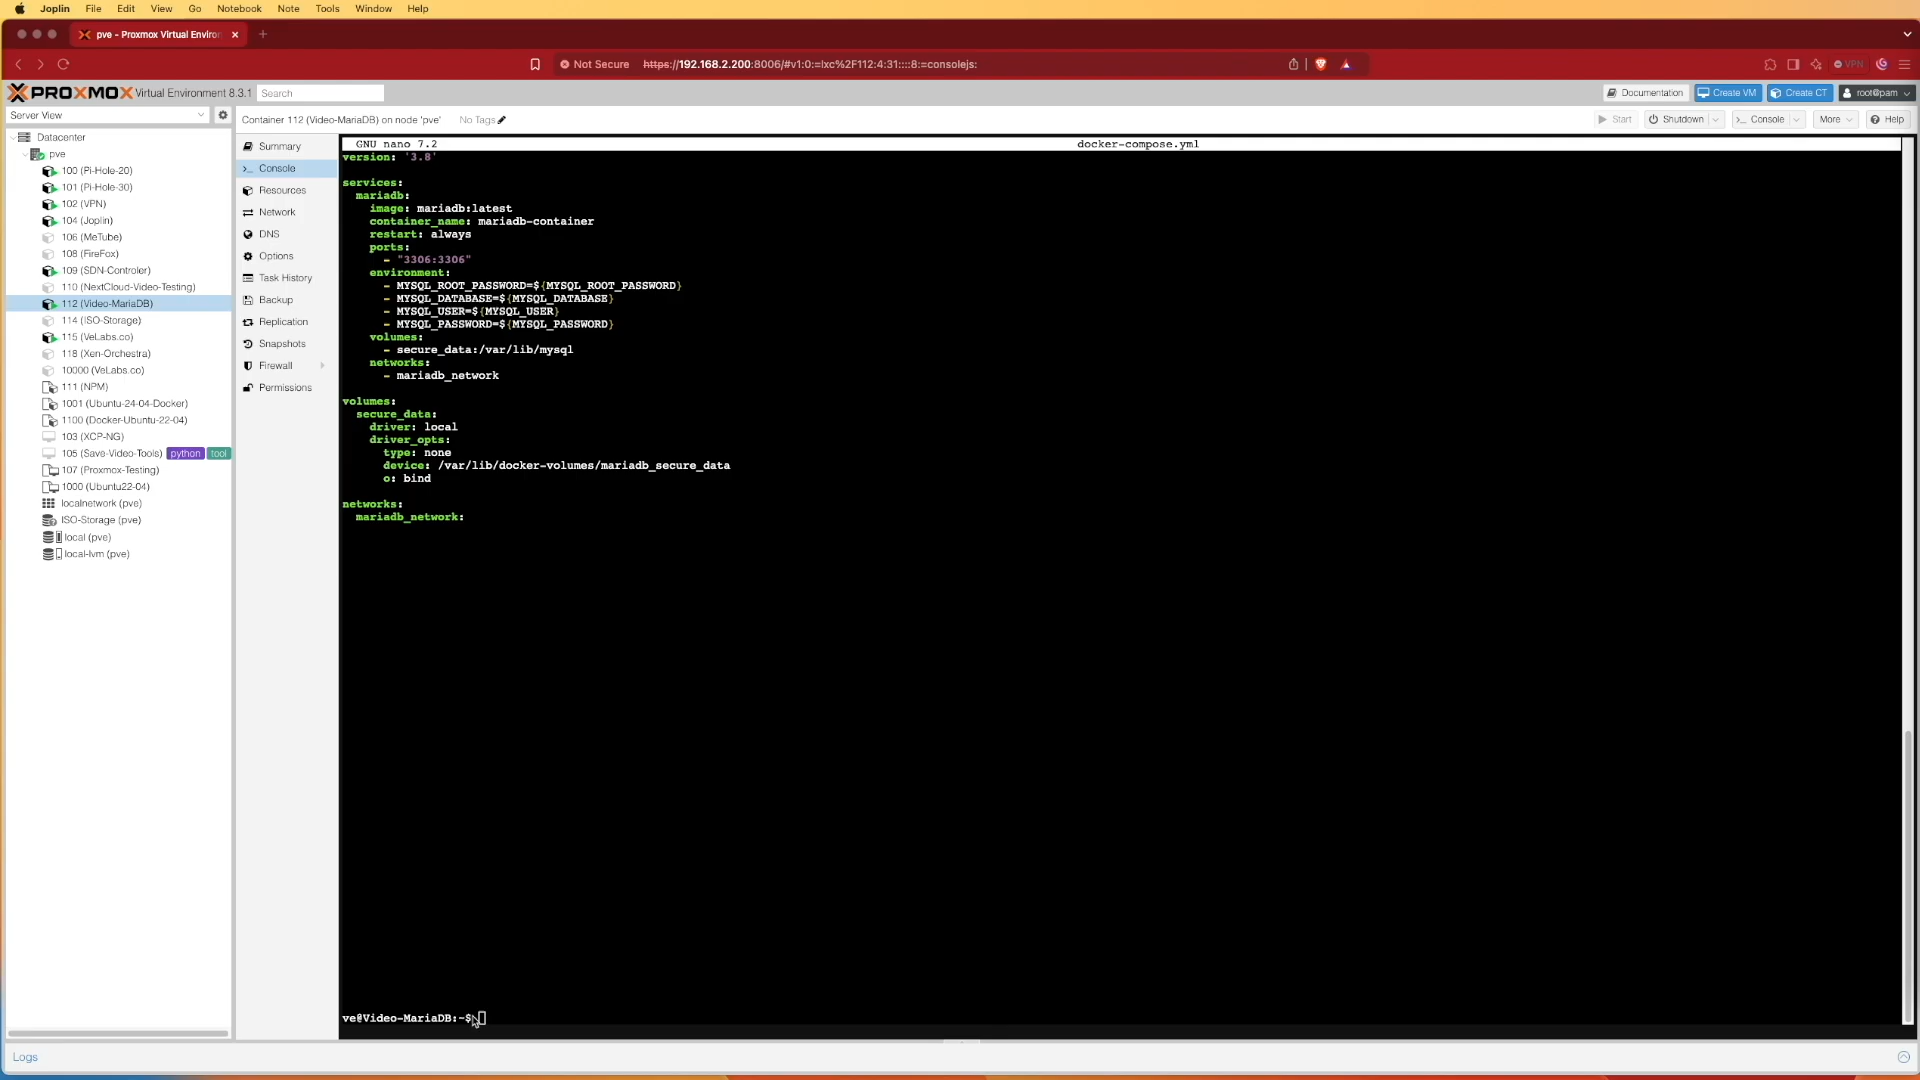 Joplin File Edit View Go Notebook Note Tools Window Help
pve - Proxmox Virtual Environ
Not Secure https://192.168.2.200:8006/#v1:0:=lxc%2F112:4:31::::8:=consolejs:
VPN
PROXMOX Virtual Environment 8.3.1 Search
Documentation Create VM Create CT root@pam
Server View
Container 112 (Video-MariaDB) on node 'pve' No Tags
Start Shutdown Console More Help
Datacenter
pve
100 (Pi-Hole-20)
101 (Pi-Hole-30)
102 (VPN)
104 (Joplin)
106 (MeTube)
108 (FireFox)
109 (SDN-Controler)
110 (NextCloud-Video-Testing)
112 (Video-MariaDB)
114 (ISO-Storage)
115 (VeLabs.co)
118 (Xen-Orchestra)
10000 (VeLabs.co)
111 (NPM)
1001 (Ubuntu-24-04-Docker)
1100 (Docker-Ubuntu-22-04)
103 (XCP-NG)
105 (Save-Video-Tools) python tool
107 (Proxmox-Testing)
1000 (Ubuntu22-04)
localnetwork (pve)
ISO-Storage (pve)
local (pve)
local-lvm (pve)
Summary
Console
Resources
Network
DNS
Options
Task History
Backup
Replication
Snapshots
Firewall
Permissions
GNU nano 7.2 docker-compose.yml
version: '3.8'
services:
mariadb:
image: mariadb:latest
container_name: mariadb-container
restart: always
ports:
- "3306:3306"
environment:
- MYSQL_ROOT_PASSWORD=${MYSQL_ROOT_PASSWORD}
- MYSQL_DATABASE=${MYSQL_DATABASE}
- MYSQL_USER=${MYSQL_USER}
- MYSQL_PASSWORD=${MYSQL_PASSWORD}
volumes:
- secure_data:/var/lib/mysql
networks:
- mariadb_network
volumes:
secure_data:
driver: local
driver_opts:
type: none
device: /var/lib/docker-volumes/mariadb_secure_data
o: bind
networks:
mariadb_network:
ve@Video-MariaDB:~$
Logs